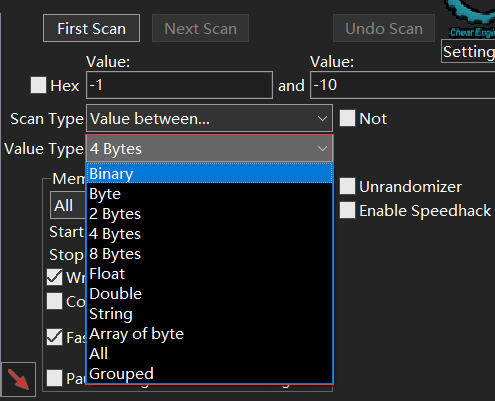 First Scan Next Scan Undo Scan
Cheat Engine
Setting
Value: Value:
Hex -1 and -10
Scan Type Value between... Not
Value Type 4 Bytes
Binary
Mem
Byte
Unrandomizer
All
2 Bytes
Enable Speedhack
Start
4 Bytes
Stop
8 Bytes
Wr
Float
Co
Double
String
Fas
Array of byte
All
Pau
Grouped